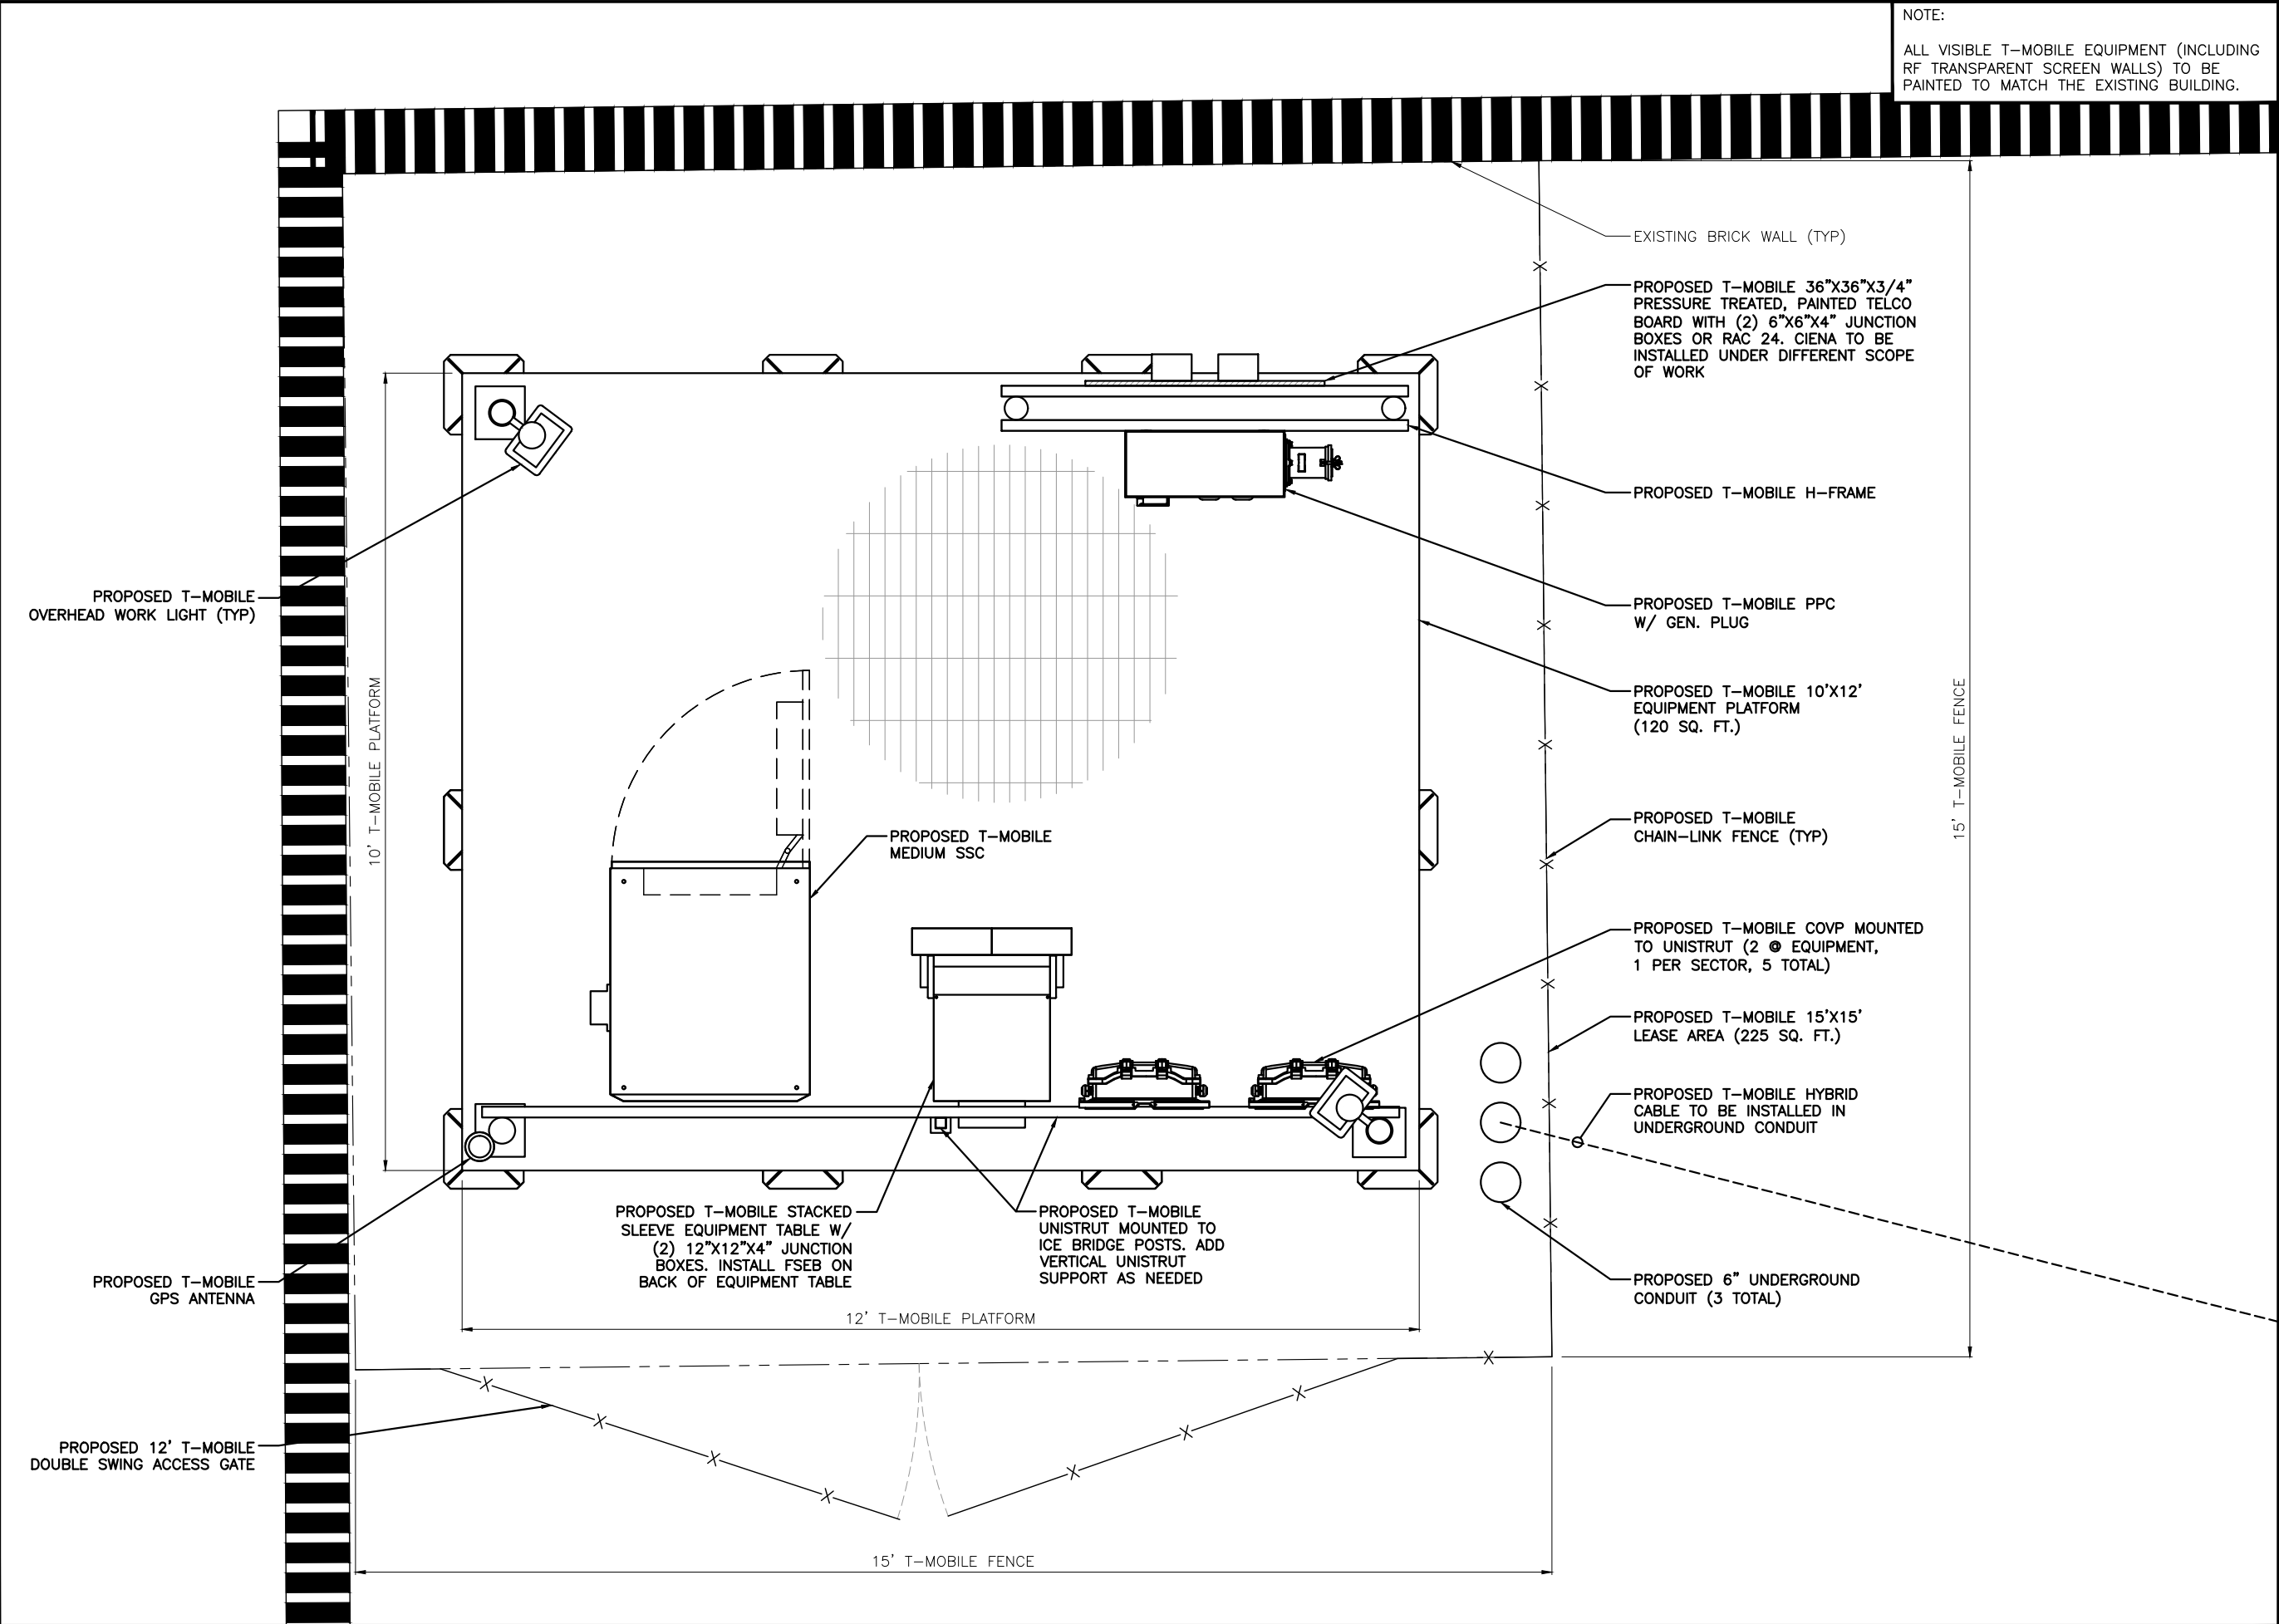 NOTE:
ALL VISIBLE T-MOBILE EQUIPMENT (INCLUDING
RF TRANSPARENT SCREEN WALLS) TO BE
PAINTED TO MATCH THE EXISTING BUILDING.
EXISTING BRICK WALL (TYP)
PROPOSED T-MOBILE 36"X36"X3/4"
PRESSURE TREATED, PAINTED TELCO
BOARD WITH (2) 6"X6"X4" JUNCTION
BOXES OR RAC 24. CIENA TO BE
INSTALLED UNDER DIFFERENT SCOPE
OF WORK
PROPOSED T-MOBILE H-FRAME
PROPOSED T-MOBILE PPC
W/ GEN. PLUG
PROPOSED T-MOBILE 10'X12'
EQUIPMENT PLATFORM
(120 SQ. FT.)
PROPOSED T-MOBILE
CHAIN-LINK FENCE (TYP)
PROPOSED T-MOBILE COVP MOUNTED
TO UNISTRUT (2 @ EQUIPMENT,
1 PER SECTOR, 5 TOTAL)
PROPOSED T-MOBILE 15'X15'
LEASE AREA (225 SQ. FT.)
PROPOSED T-MOBILE HYBRID
CABLE TO BE INSTALLED IN
UNDERGROUND CONDUIT
PROPOSED 6" UNDERGROUND
CONDUIT (3 TOTAL)
15' T-MOBILE FENCE
PROPOSED T-MOBILE
OVERHEAD WORK LIGHT (TYP)
10' T-MOBILE PLATFORM
PROPOSED T-MOBILE
MEDIUM SSC
PROPOSED T-MOBILE STACKED
SLEEVE EQUIPMENT TABLE W/
(2) 12"X12"X4" JUNCTION
BOXES. INSTALL FSEB ON
BACK OF EQUIPMENT TABLE
PROPOSED T-MOBILE
UNISTRUT MOUNTED TO
ICE BRIDGE POSTS. ADD
VERTICAL UNISTRUT
SUPPORT AS NEEDED
PROPOSED T-MOBILE
GPS ANTENNA
12' T-MOBILE PLATFORM
PROPOSED 12' T-MOBILE
DOUBLE SWING ACCESS GATE
15' T-MOBILE FENCE